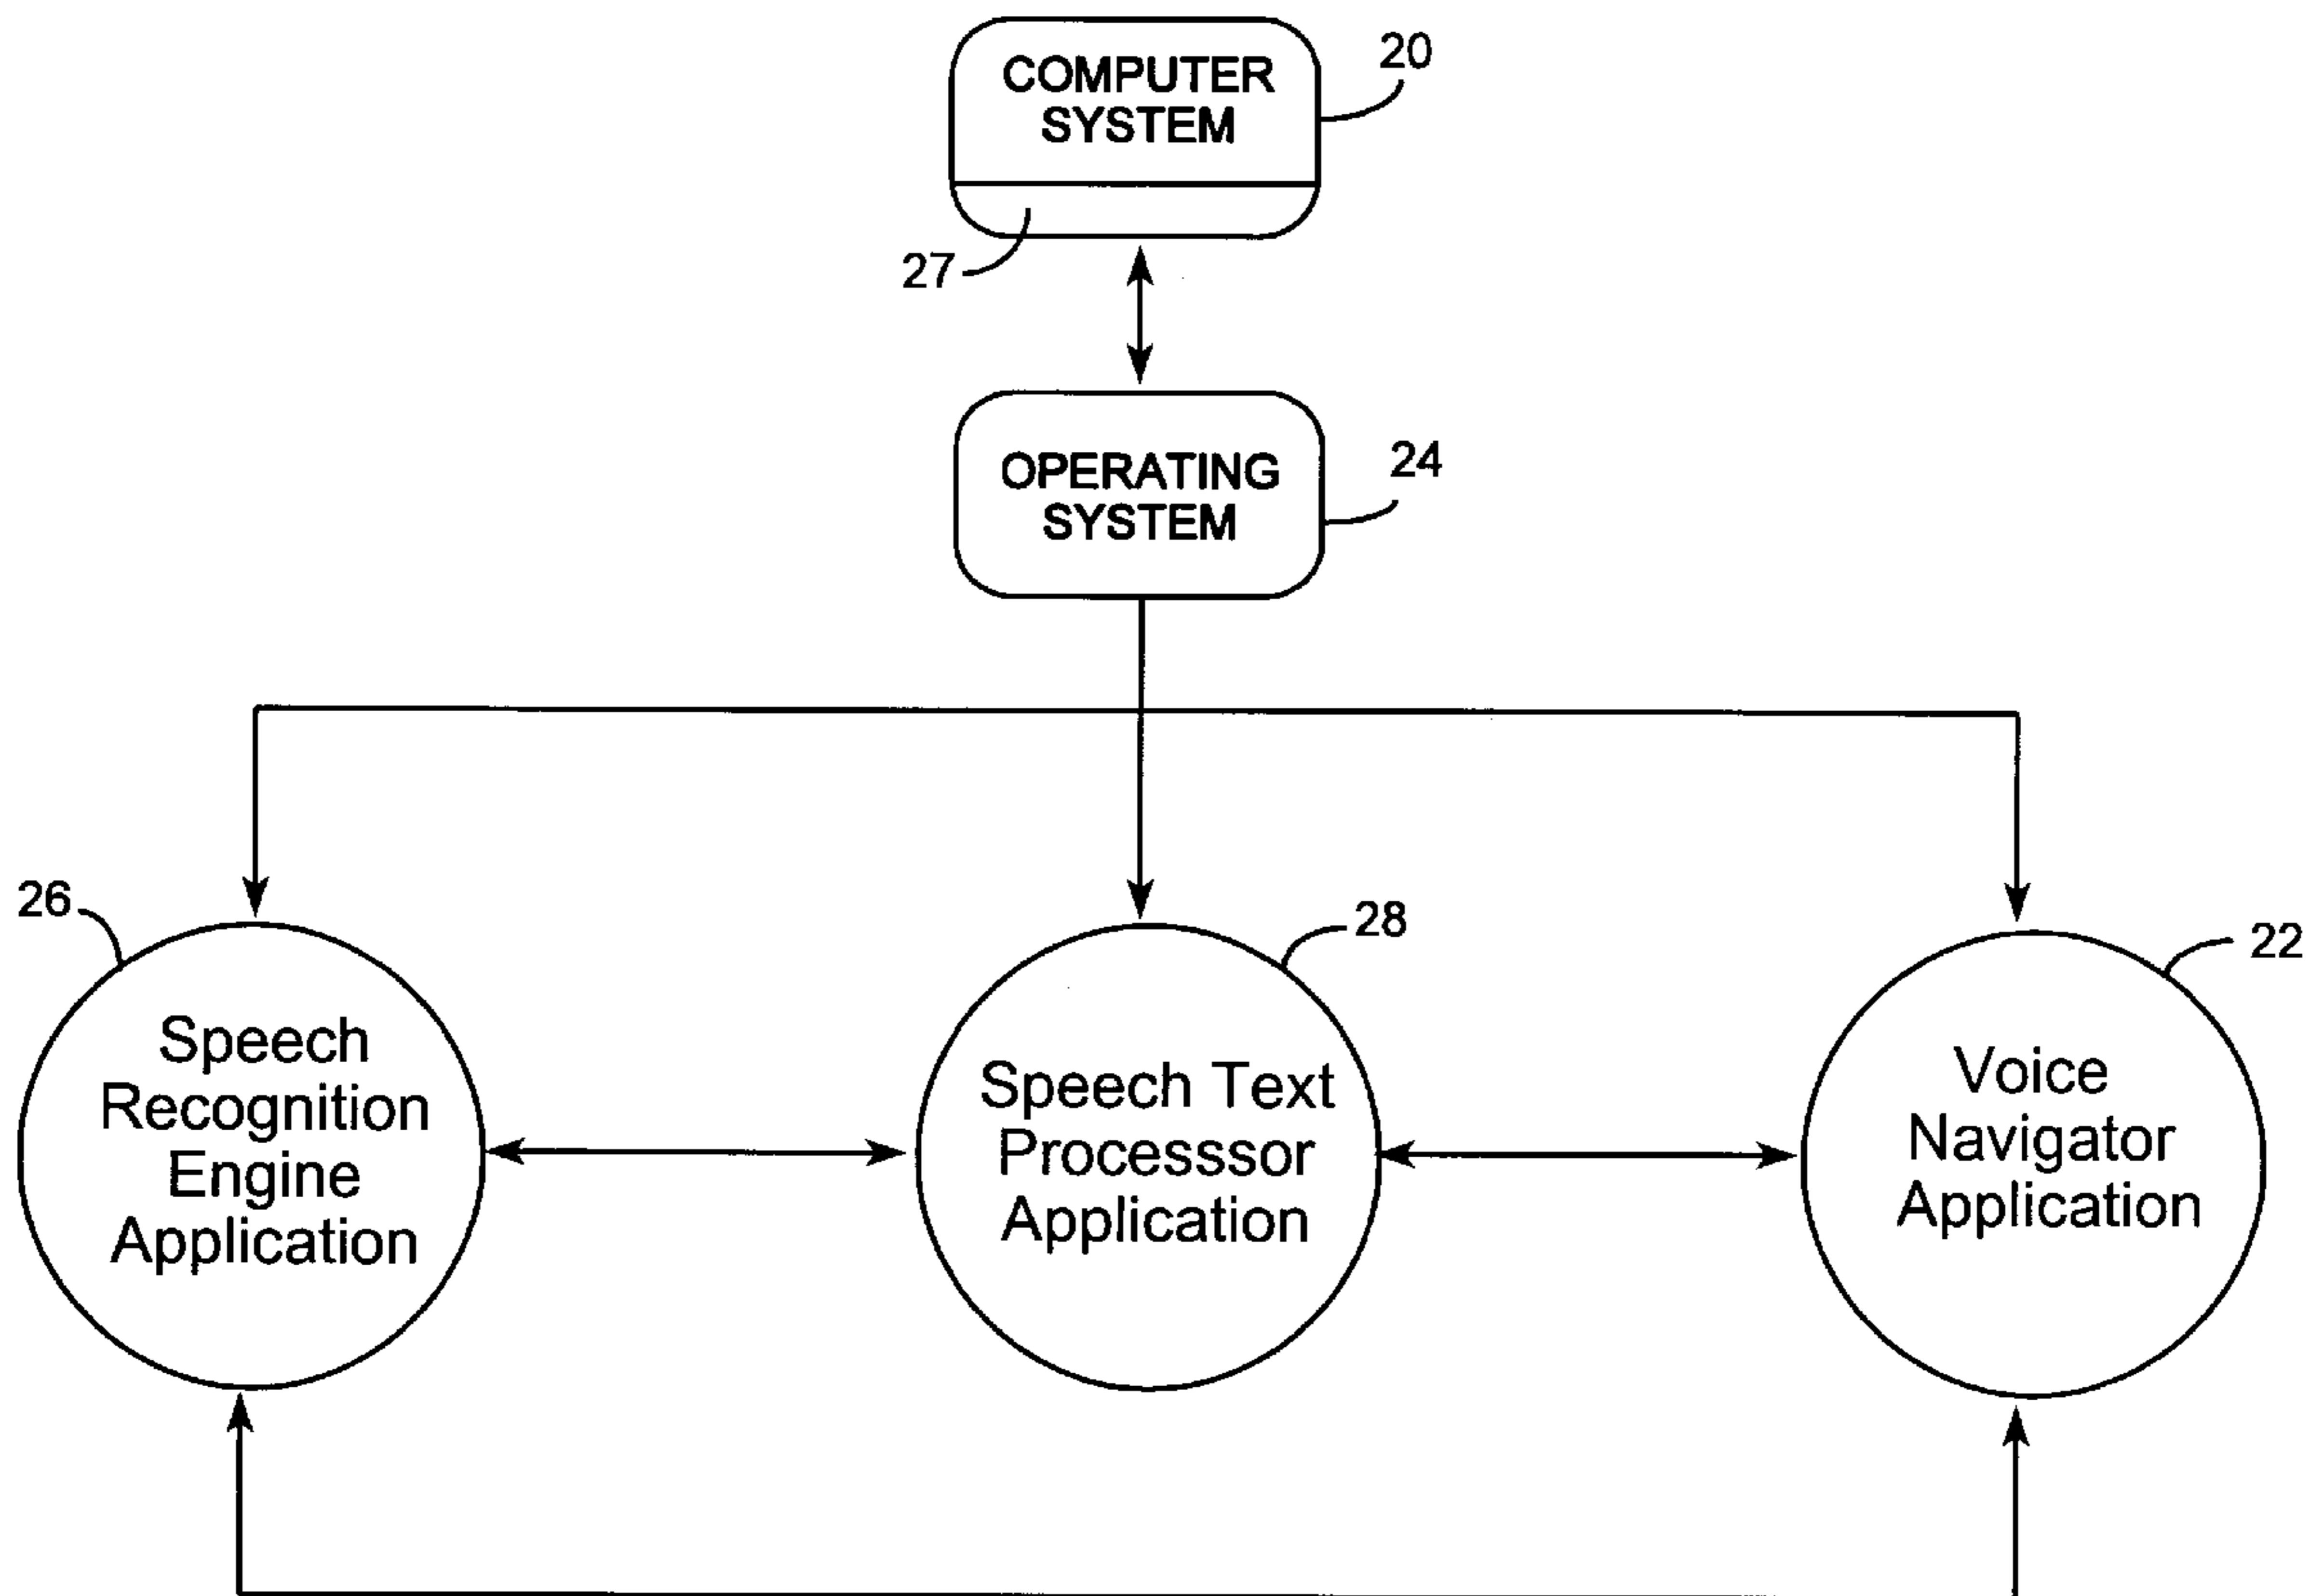 COMPUTER
SYSTEM
20
27
OPERATING
SYSTEM
24
26
Speech
Recognition
Engine
Application
28
Speech Text
Processsor
Application
22
Voice
Navigator
Application